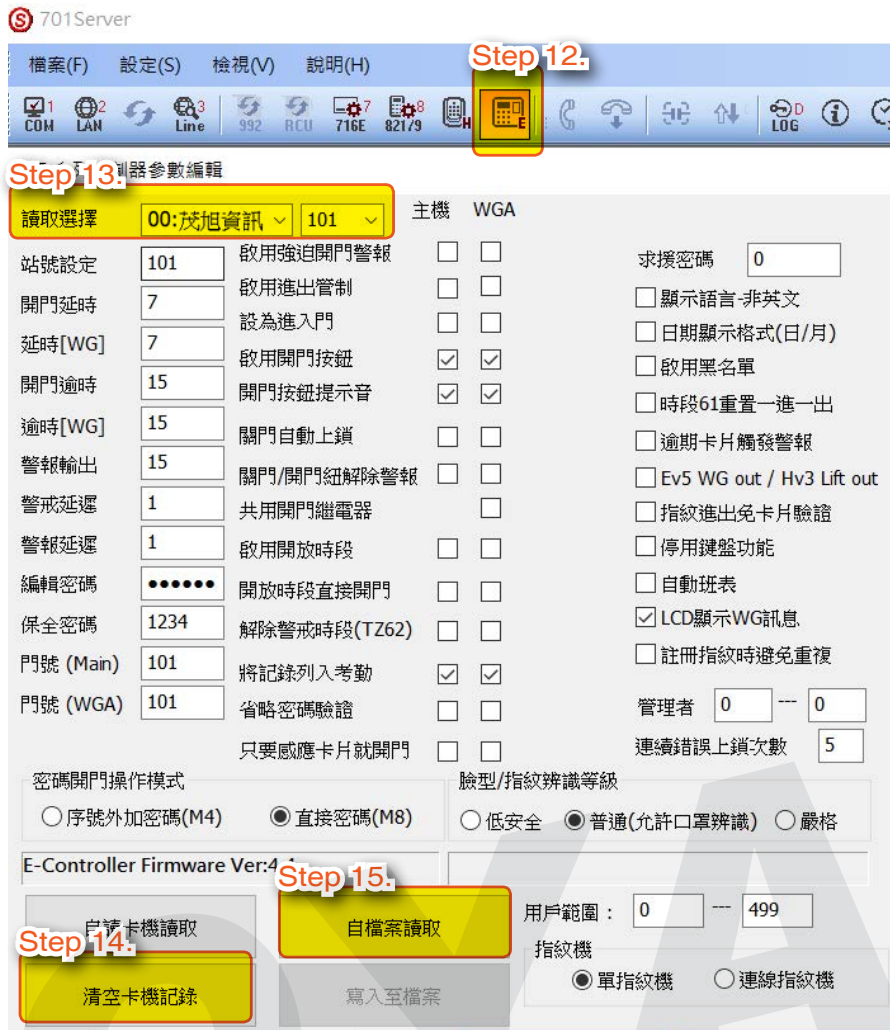 701Server
檔案(F) 設定(S) 檢視(V) 說明(H)
Step 12.
1 COM 2 LAN 3 Line 992 RCU 7 716E 8 821/9 H E D LOG
Step 13.
制器參數編輯
讀取選擇 00:茂旭資訊 101 主機 WGA
站號設定 101 啟用強迫開門警報 求援密碼 0
開門延時 7 啟用進出管制 顯示語言-非英文
設為進入門 日期顯示格式(日/月)
延時[WG] 7 啟用開門按鈕 啟用黑名單
開門逾時 15 開門按鈕提示音 時段61重置一進一出
逾時[WG] 15 關門自動上鎖 逾期卡片觸發警報
警報輸出 15 關門/開門紐解除警報 Ev5 WG out / Hv3 Lift out
警戒延遲 1 共用開門繼電器 指紋進出免卡片驗證
警報延遲 1 啟用開放時段 停用鍵盤功能
編輯密碼 ●●●●●● 開放時段直接開門 自動班表
保全密碼 1234 解除警戒時段(TZ62) LCD顯示WG訊息
門號 (Main) 101 將記錄列入考勤 註冊指紋時避免重複
門號 (WGA) 101 省略密碼驗證 管理者 0 --- 0
只要感應卡片就開門 連續錯誤上鎖次數 5
密碼開門操作模式 臉型/指紋辨識等級
序號外加密碼(M4) 直接密碼(M8) 低安全 普通(允許口罩辨識) 嚴格
E-Controller Firmware Ver:4
Step 15.
自讀卡機讀取 自檔案讀取 用戶範圍： 0 --- 499
Step 14.
指紋機
清空卡機記錄 寫入至檔案 單指紋機 連線指紋機